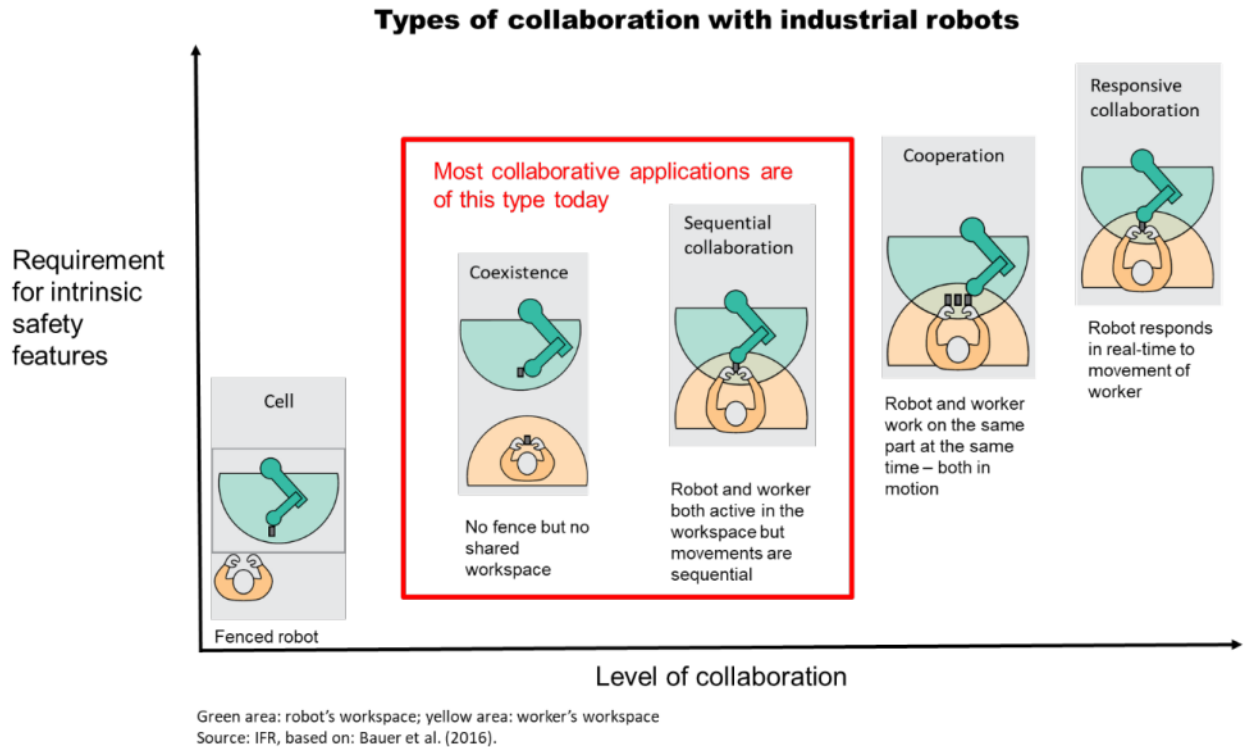 Types of collaboration with industrial robots
Requirement
for intrinsic
safety
features
Cell
Fenced robot
Most collaborative applications are
of this type today
Coexistence
No fence but no
shared
workspace
Sequential
collaboration
Robot and worker
both active in the
workspace but
movements are
sequential
Cooperation
Robot and worker
work on the same
part at the same
time – both in
motion
Responsive
collaboration
Robot responds
in real-time to
movement of
worker
Level of collaboration
Green area: robot's workspace; yellow area: worker's workspace
Source: IFR, based on: Bauer et al. (2016).